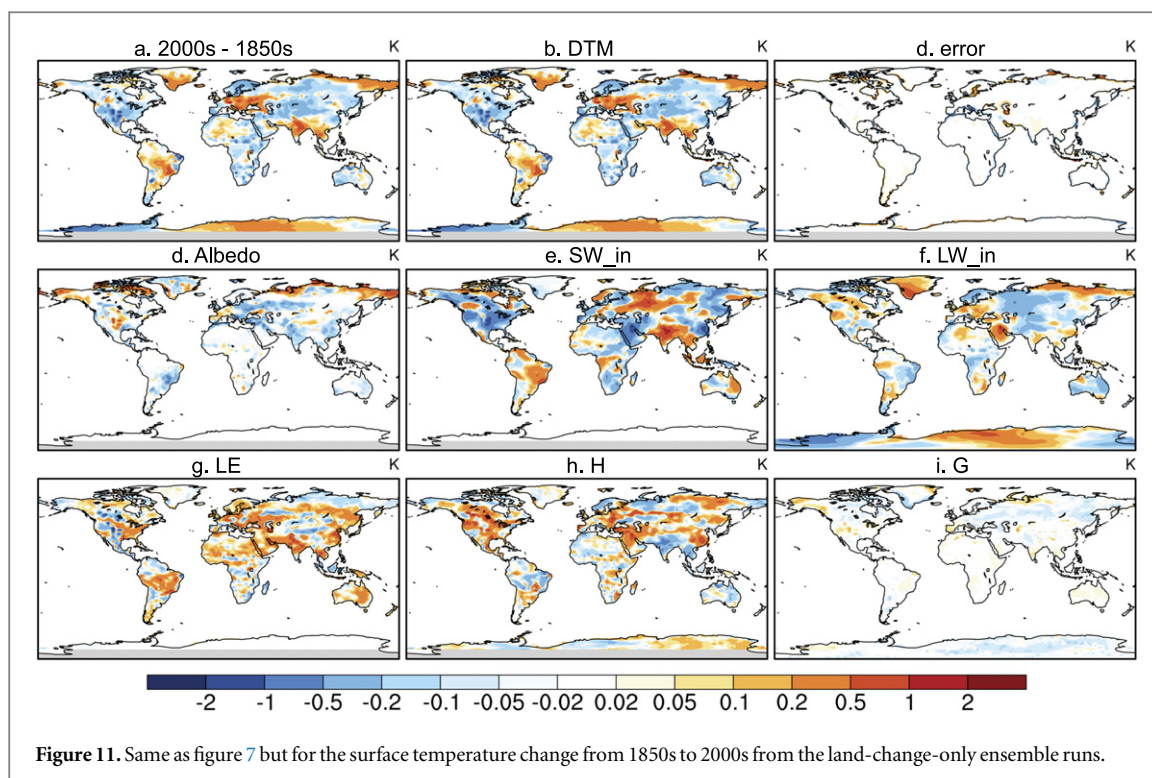 a. 2000s - 1850s K
b. DTM K
d. error K
d. Albedo K
e. SW_in K
f. LW_in K
g. LE K
h. H K
i. G K
-2 -1 -0.5 -0.2 -0.1 -0.05 -0.02 0.02 0.05 0.1 0.2 0.5 1 2
Figure 11. Same as figure 7 but for the surface temperature change from 1850s to 2000s from the land-change-only ensemble runs.